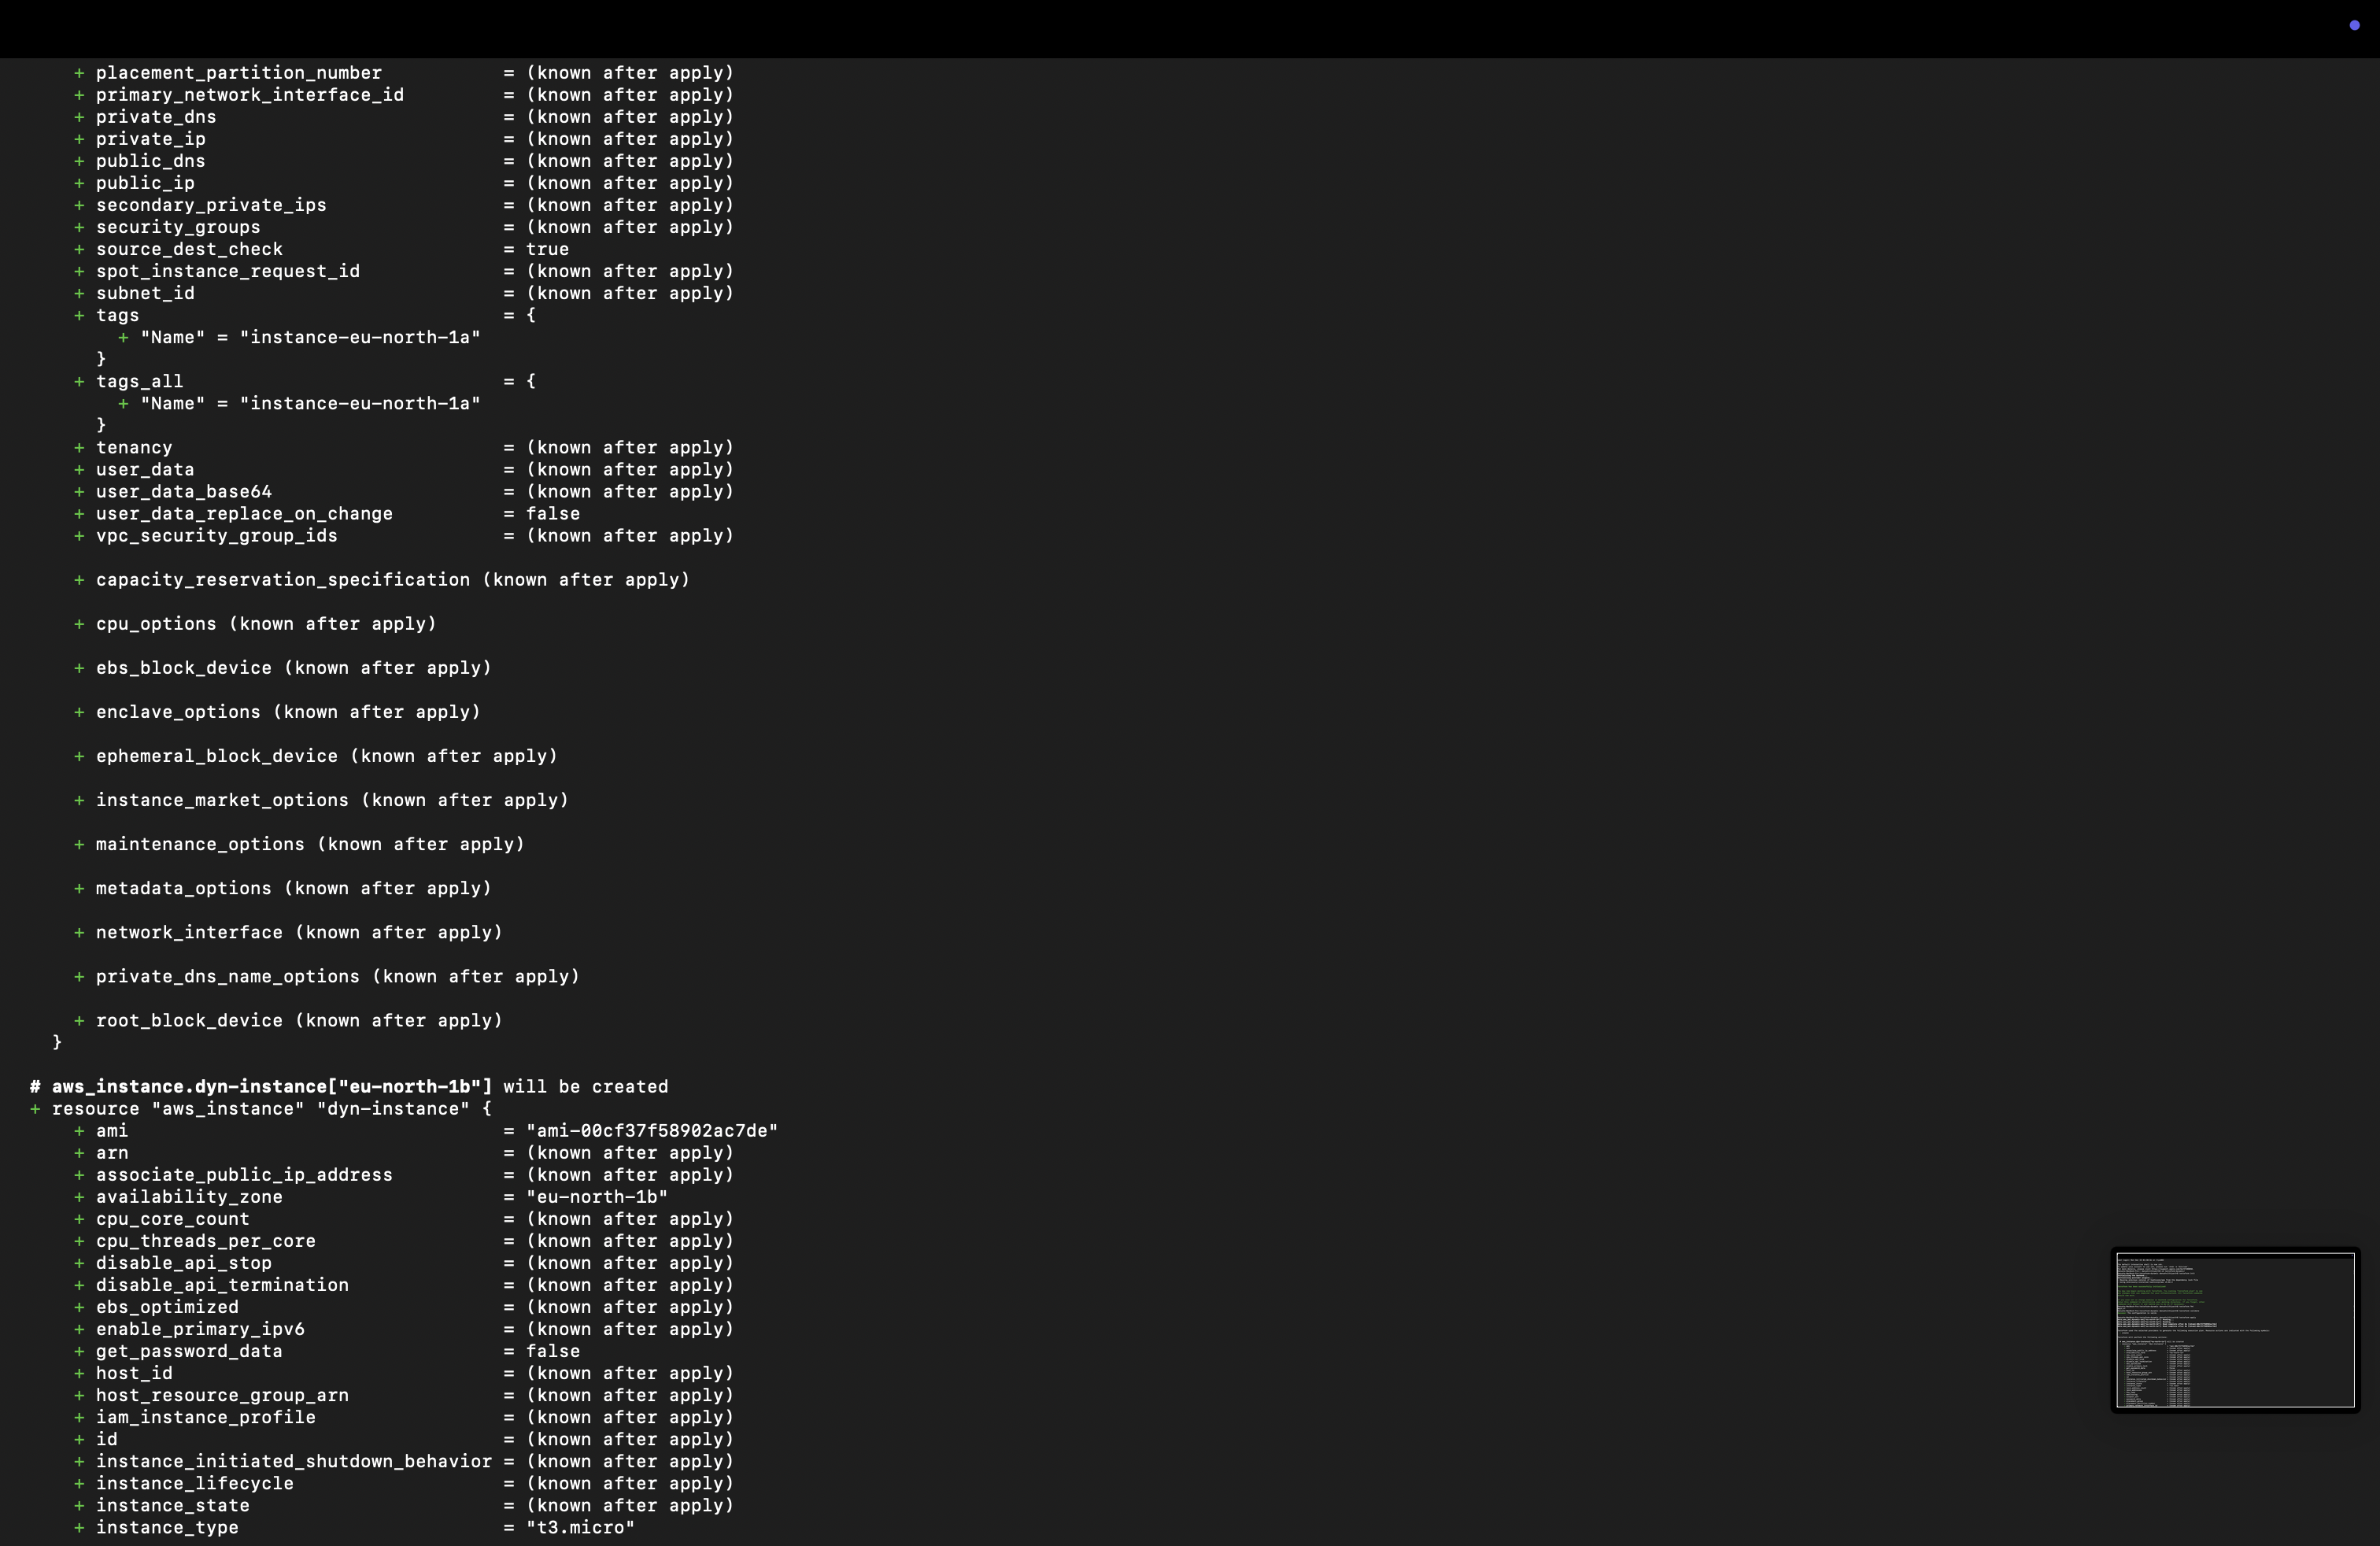 + placement_partition_number = (known after apply)
+ primary_network_interface_id = (known after apply)
+ private_dns = (known after apply)
+ private_ip = (known after apply)
+ public_dns = (known after apply)
+ public_ip = (known after apply)
+ secondary_private_ips = (known after apply)
+ security_groups = (known after apply)
+ source_dest_check = true
+ spot_instance_request_id = (known after apply)
+ subnet_id = (known after apply)
+ tags = {
+ "Name" = "instance-eu-north-1a"
}
+ tags_all = {
+ "Name" = "instance-eu-north-1a"
}
+ tenancy = (known after apply)
+ user_data = (known after apply)
+ user_data_base64 = (known after apply)
+ user_data_replace_on_change = false
+ vpc_security_group_ids = (known after apply)
+ capacity_reservation_specification (known after apply)
+ cpu_options (known after apply)
+ ebs_block_device (known after apply)
+ enclave_options (known after apply)
+ ephemeral_block_device (known after apply)
+ instance_market_options (known after apply)
+ maintenance_options (known after apply)
+ metadata_options (known after apply)
+ network_interface (known after apply)
+ private_dns_name_options (known after apply)
+ root_block_device (known after apply)
}
# aws_instance.dyn-instance["eu-north-1b"] will be created
+ resource "aws_instance" "dyn-instance" {
+ ami = "ami-00cf37f58902ac7de"
+ arn = (known after apply)
+ associate_public_ip_address = (known after apply)
+ availability_zone = "eu-north-1b"
+ cpu_core_count = (known after apply)
+ cpu_threads_per_core = (known after apply)
+ disable_api_stop = (known after apply)
+ disable_api_termination = (known after apply)
+ ebs_optimized = (known after apply)
+ enable_primary_ipv6 = (known after apply)
+ get_password_data = false
+ host_id = (known after apply)
+ host_resource_group_arn = (known after apply)
+ iam_instance_profile = (known after apply)
+ id = (known after apply)
+ instance_initiated_shutdown_behavior = (known after apply)
+ instance_lifecycle = (known after apply)
+ instance_state = (known after apply)
+ instance_type = "t3.micro"